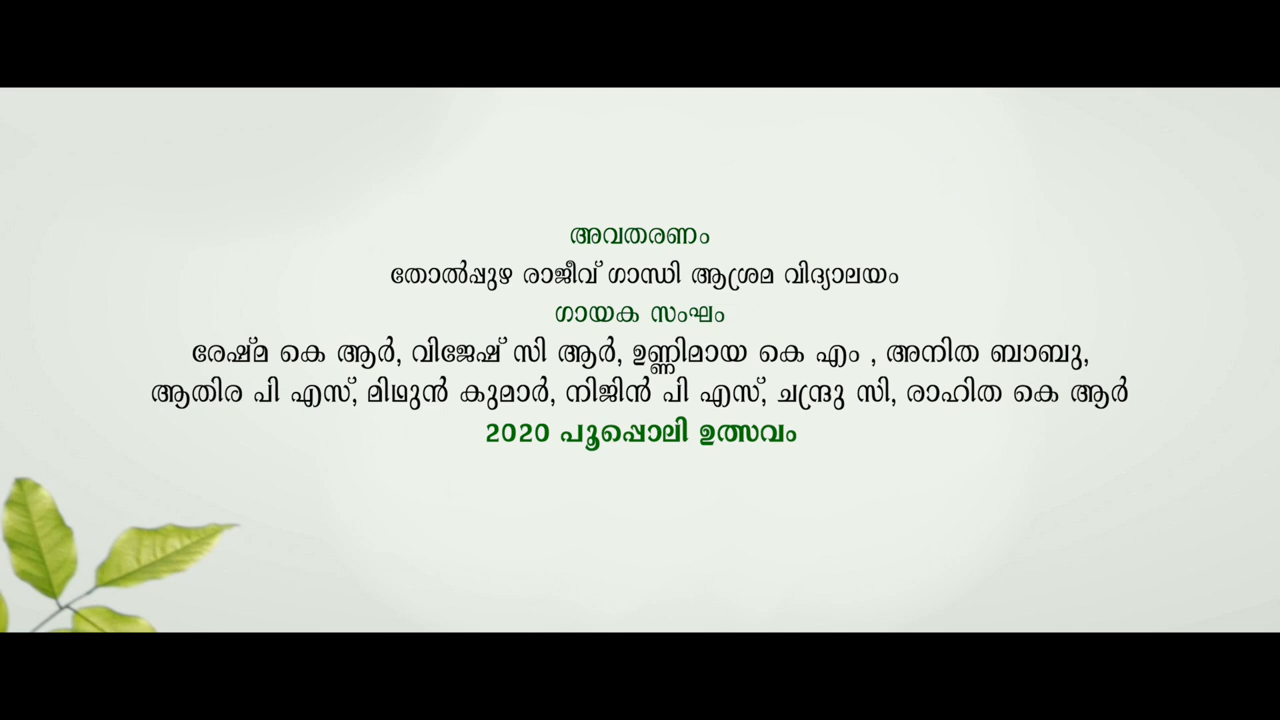 അവതരണം
തോൽപ്പുഴ രാജീവ് ഗാന്ധി ആശ്രമ വിദ്യാലയം
ഗായക സംഘം
രേഷ്മ കെ ആർ, വിജേഷ് സി ആർ, ഉണ്ണിമായ കെ എം , അനിത ബാബു,
ആതിര പി എസ്, മിഥുൻ കുമാർ, നിജിൻ പി എസ്, ചന്ദ്രു സി, രാഹിത കെ ആർ
2020 പൂപ്പൊലി ഉത്സവം